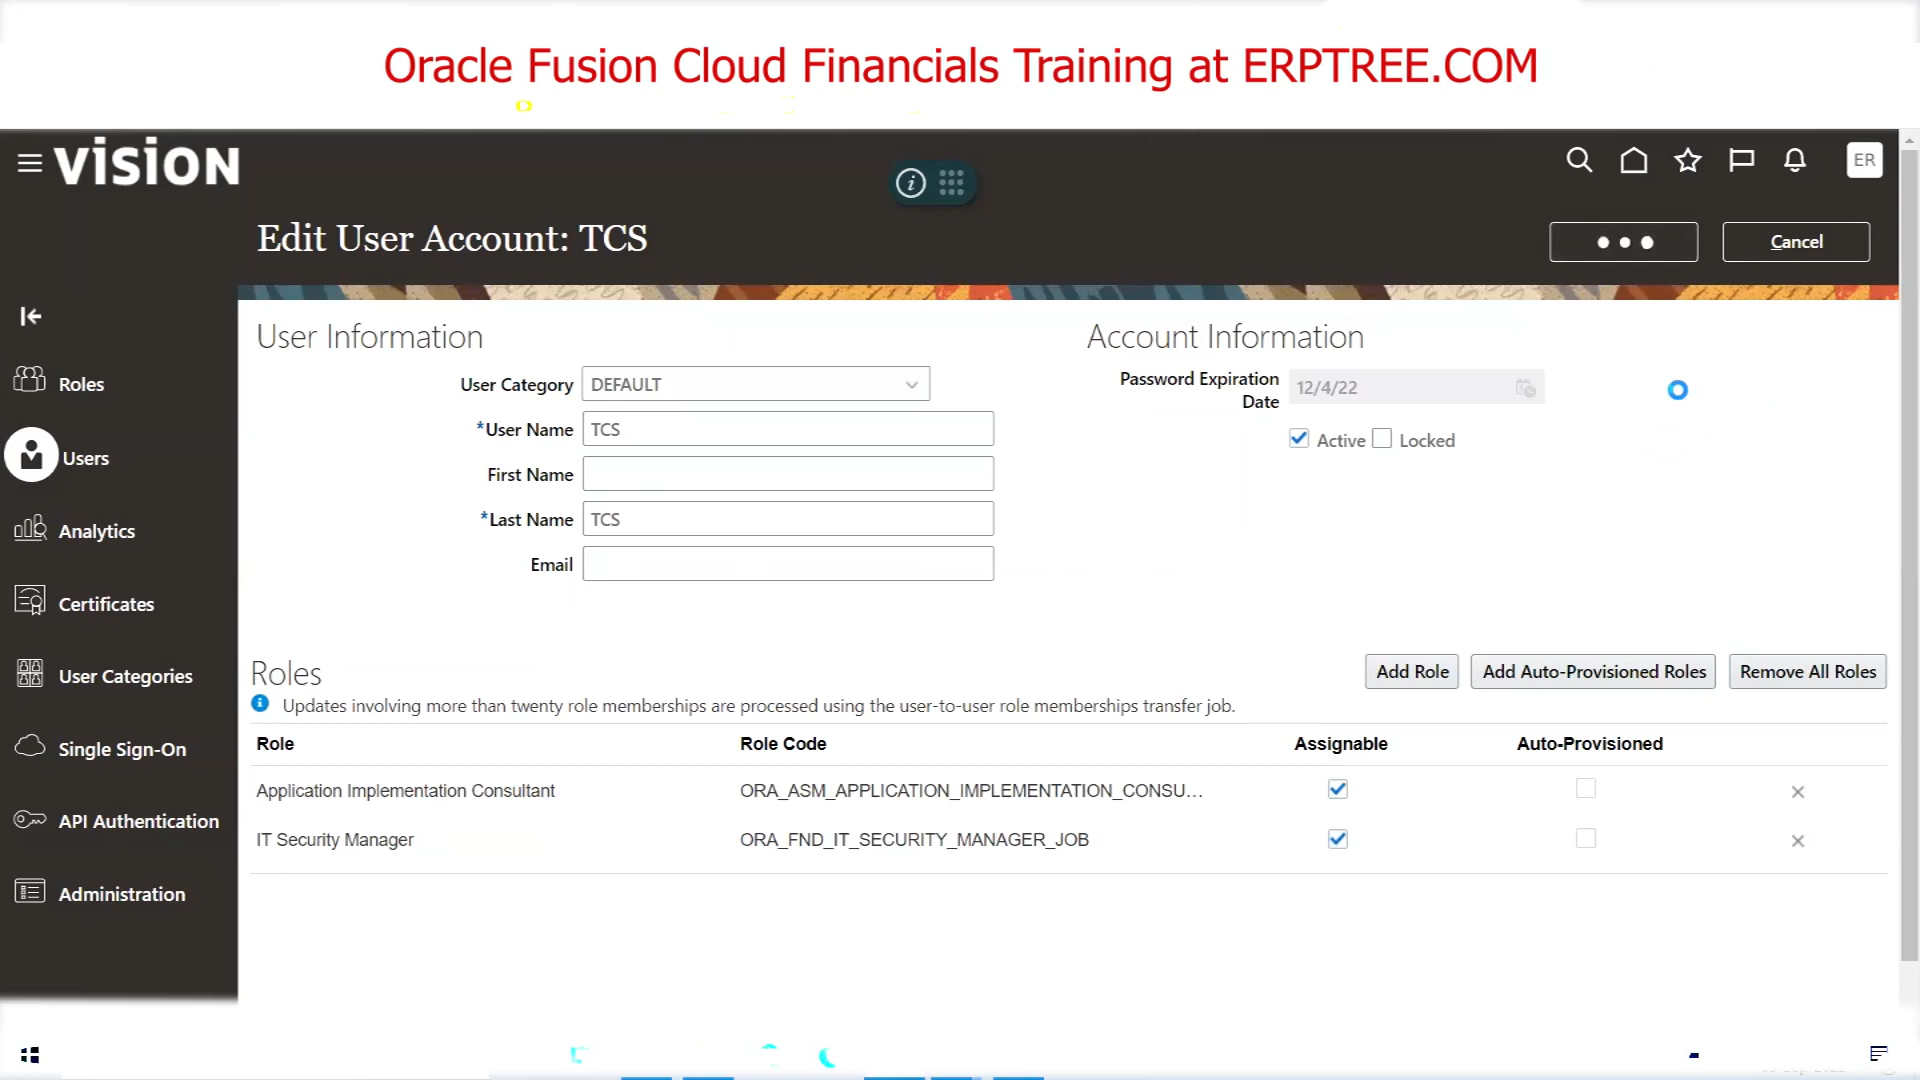 Oracle Fusion Cloud Financials Training at ERPTREE.COM
vision
ER
Edit User Account: TCS
Cancel
Roles
Users
Analytics
Certificates
User Categories
Single Sign-On
API Authentication
Administration
User Information
User Category DEFAULT
*User Name TCS
First Name
*Last Name TCS
Email
Account Information
Password Expiration Date 12/4/22
Active Locked
Roles
Add Role Add Auto-Provisioned Roles Remove All Roles
Updates involving more than twenty role memberships are processed using the user-to-user role memberships transfer job.
Role Role Code Assignable Auto-Provisioned
Application Implementation Consultant ORA_ASM_APPLICATION_IMPLEMENTATION_CONSU...
IT Security Manager ORA_FND_IT_SECURITY_MANAGER_JOB